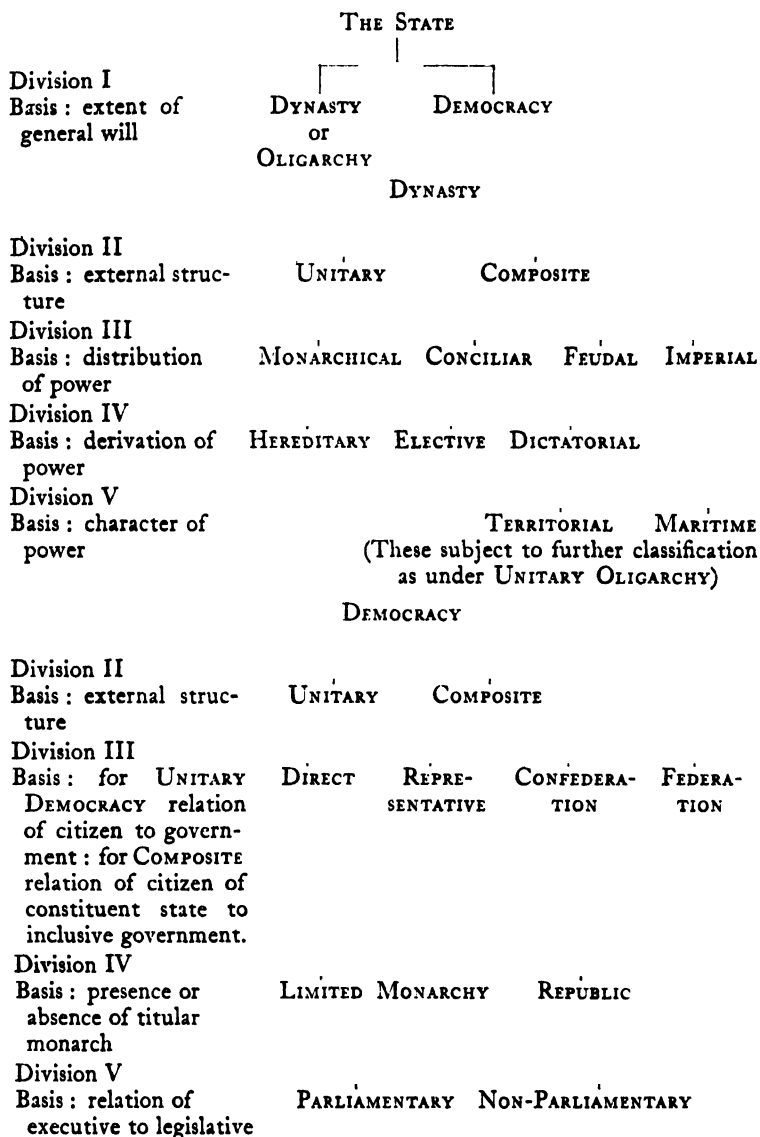 THE STATE
Division I
Basis : extent of DYNASTY DEMOCRACY
general will or
OLIGARCHY
DYNASTY
Division II
Basis : external struc- UNITARY COMPOSITE
ture
Division III
Basis : distribution MONARCHICAL CONCILIAR FEUDAL IMPERIAL
of power
Division IV
Basis : derivation of HEREDITARY ELECTIVE DICTATORIAL
power
Division V
Basis : character of TERRITORIAL MARITIME
power (These subject to further classification
as under UNITARY OLIGARCHY)
DEMOCRACY
Division II
Basis : external struc- UNITARY COMPOSITE
ture
Division III
Basis : for UNITARY DIRECT REPRE- CONFEDERA- FEDERA-
DEMOCRACY relation SENTATIVE TION TION
of citizen to govern-
ment : for COMPOSITE
relation of citizen of
constituent state to
inclusive government.
Division IV
Basis : presence or LIMITED MONARCHY REPUBLIC
absence of titular
monarch
Division V
Basis : relation of PARLIAMENTARY NON-PARLIAMENTARY
executive to legislative